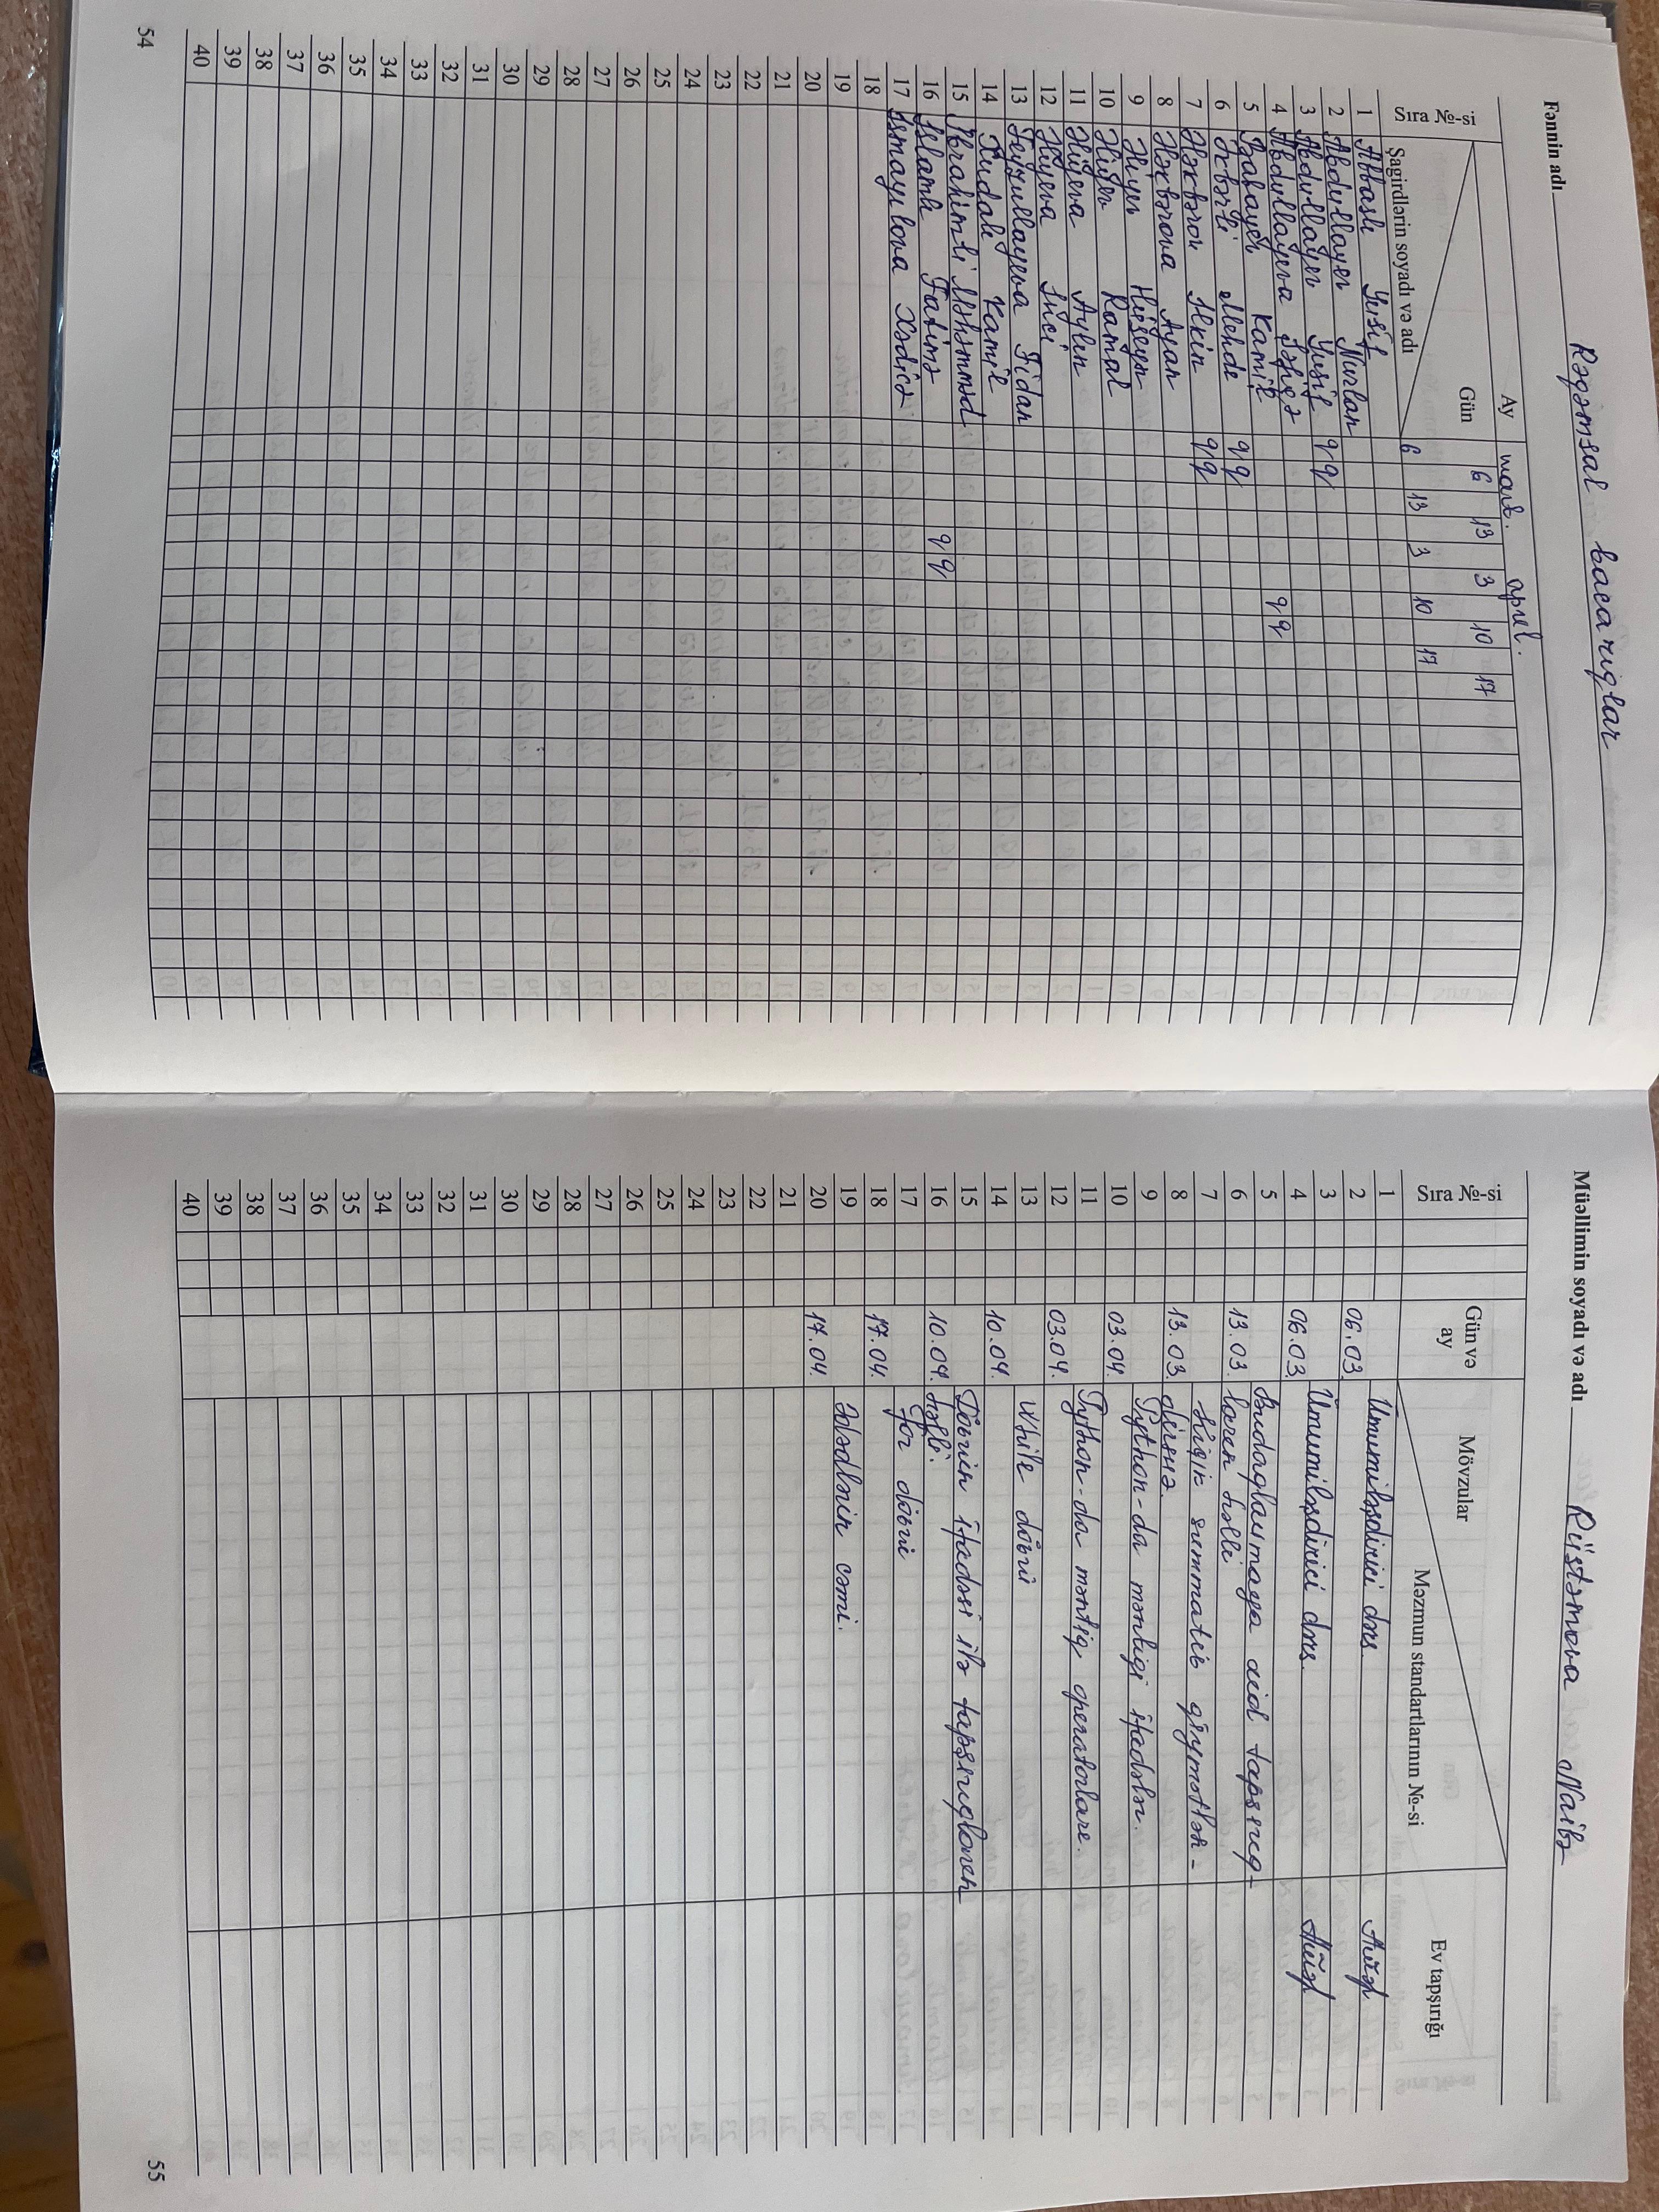 Fənnin adı Rəqəmsal bacarıqlar
Ay mart. aprel.
Gün 6 13 3 10 17
Sıra №-si
Şagirdlərin soyadı və adı 6 13 3 10 17
1 Abbaslı Yusif
2 Abdullayev Nurlan
3 Abdullayev Yusif q q
4 Abdullayeva Şəfiqə q q
5 Babayev Kamil
6 Əkbərli Mehdi q q
7 Ələkbərov İlkin q q
8 Ələkbərova Ayan
9 Əliyev Hüseyn
10 Əliyev Ramal
11 Əliyeva Aylin
12 Əliyeva İnci
13 Feyzullayeva Fidan
14 Xudalı Kamil
15 İbrahimli Məhəmməd
16 İslamlı Fatimə q q
17 İsmayılova Xədicə
18
19
20
21
22
23
24
25
26
27
28
29
30
31
32
33
34
35
36
37
38
39
40
54
Müəllimin soyadı və adı Rüstəmova Naibə
Sıra №-si
Gün və ay
Mövzular
Məzmun standartlarının №-si
Ev tapşırığı
1 Ümumiləşdirici dərs.
2 06.03.
3 Ümumiləşdirici dərs.
4 06.03.
5 Budaqlanmaya aid tapşırıq-
6 13.03. ların həlli
7 Kiçik summativ qiymətlən-
8 13.03. dirmə.
9 Python-da məntiqi ifadələr.
10 03.04.
11 Python-da məntiq operatorları.
12 03.04.
13 While dövrü
14 10.04.
15 Dövrün ifadəsi ilə tapşırıqların
16 10.04. həlli.
17 For dövrü
18 17.04.
19 Ədədlərin cəmi.
20 17.04.
21
22
23
24
25
26
27
28
29
30
31
32
33
34
35
36
37
38
39
40
55